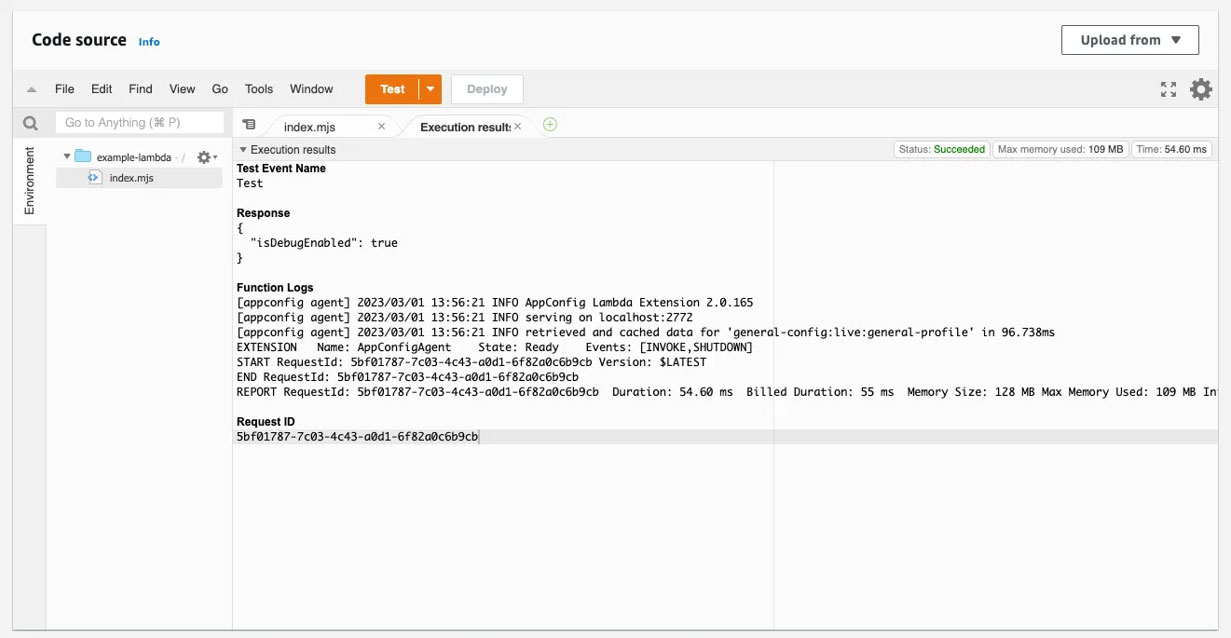 Code source Info
Upload from
File Edit Find View Go Tools Window Test Deploy
Go to Anything (⌘ P)
index.mjs
Execution results
Environment
example-lambda - /
index.mjs
Execution results
Status: Succeeded
Max memory used: 109 MB
Time: 54.60 ms
Test Event Name
Test
Response
{
"isDebugEnabled": true
}
Function Logs
[appconfig agent] 2023/03/01 13:56:21 INFO AppConfig Lambda Extension 2.0.165
[appconfig agent] 2023/03/01 13:56:21 INFO serving on localhost:2772
[appconfig agent] 2023/03/01 13:56:21 INFO retrieved and cached data for 'general-config:live:general-profile' in 96.738ms
EXTENSION Name: AppConfigAgent State: Ready Events: [INVOKE,SHUTDOWN]
START RequestId: 5bf01787-7c03-4c43-a0d1-6f82a0c6b9cb Version: $LATEST
END RequestId: 5bf01787-7c03-4c43-a0d1-6f82a0c6b9cb
REPORT RequestId: 5bf01787-7c03-4c43-a0d1-6f82a0c6b9cb Duration: 54.60 ms Billed Duration: 55 ms Memory Size: 128 MB Max Memory Used: 109 MB In
Request ID
5bf01787-7c03-4c43-a0d1-6f82a0c6b9cb